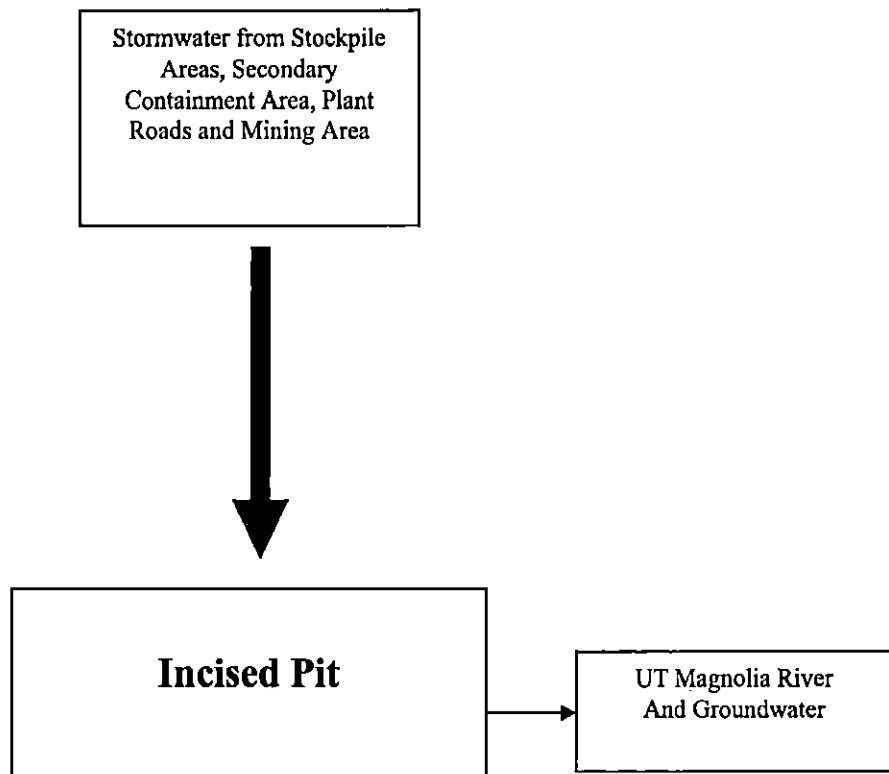 Stormwater from Stockpile
Areas, Secondary
Containment Area, Plant
Roads and Mining Area
Incised Pit
UT Magnolia River
And Groundwater